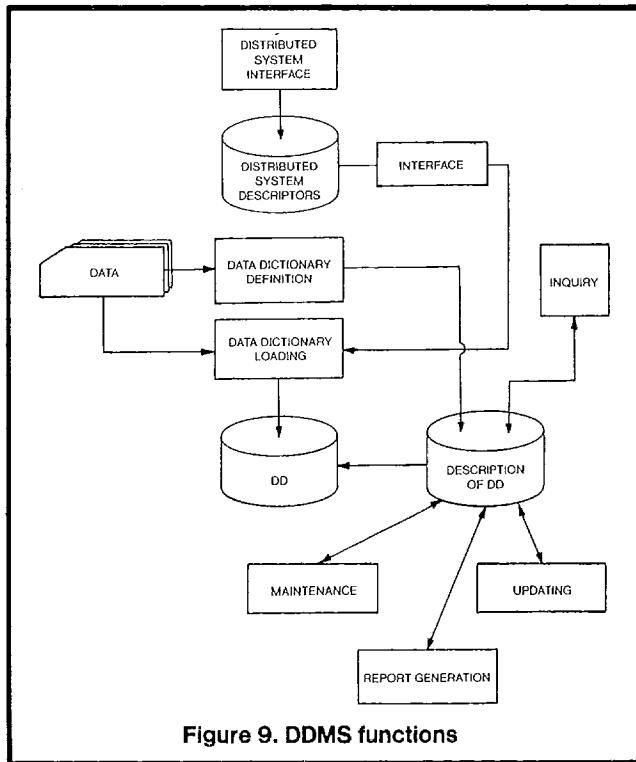 DISTRIBUTED
SYSTEM
INTERFACE
DISTRIBUTED
SYSTEM
DESCRIPTORS
INTERFACE
DATA
DATA DICTIONARY
DEFINITION
INQUIRY
DATA DICTIONARY
LOADING
DD
DESCRIPTION
OF DD
MAINTENANCE
UPDATING
REPORT GENERATION
Figure 9. DDMS functions